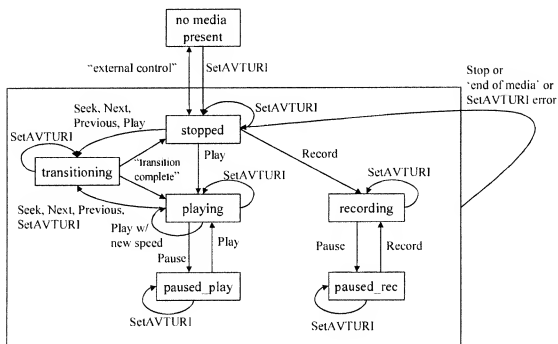 no media
present
"external control"
SetAVTURI
Stop or
'end of media' or
SetAVTURI error
Seek, Next,
Previous, Play
SetAVTURI
SetAVTURI
stopped
"transition
complete"
Play
Record
transitioning
SetAVTURI
SetAVTURI
playing
recording
Seek, Next, Previous,
SetAVTURI
Play w/
new speed
Play
Pause
Pause
Record
paused_play
paused_rec
SetAVTURI
SetAVTURI